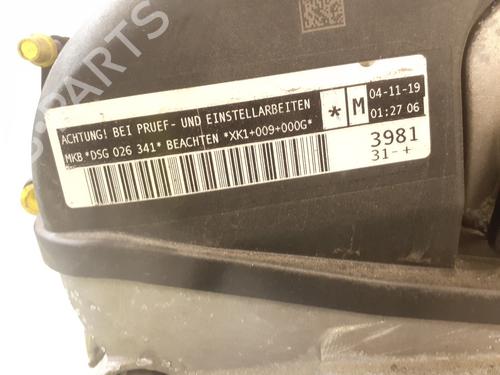 ACHTUNG! BEI PRUEF- UND EINSTELLARBEITEN
MKB *DSG 026 341* BEACHTEN *XK1+009+000G*
* M
04-11-19
01:27 06
3981
31-+